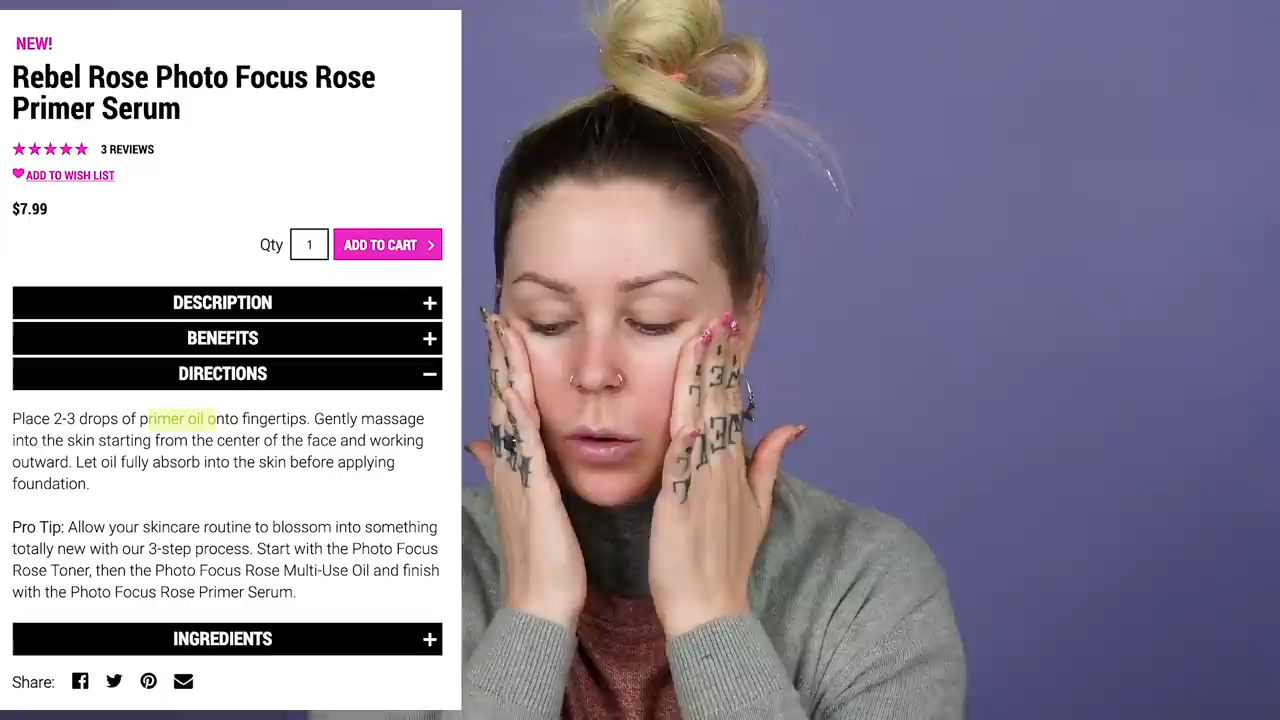 NEW!
Rebel Rose Photo Focus Rose
Primer Serum
3 REVIEWS
ADD TO WISH LIST
$7.99
Qty 1 ADD TO CART
DESCRIPTION
BENEFITS
DIRECTIONS
Place 2-3 drops of primer oil onto fingertips. Gently massage
into the skin starting from the center of the face and working
outward. Let oil fully absorb into the skin before applying
foundation.
Pro Tip: Allow your skincare routine to blossom into something
totally new with our 3-step process. Start with the Photo Focus
Rose Toner, then the Photo Focus Rose Multi-Use Oil and finish
with the Photo Focus Rose Primer Serum.
INGREDIENTS
Share: